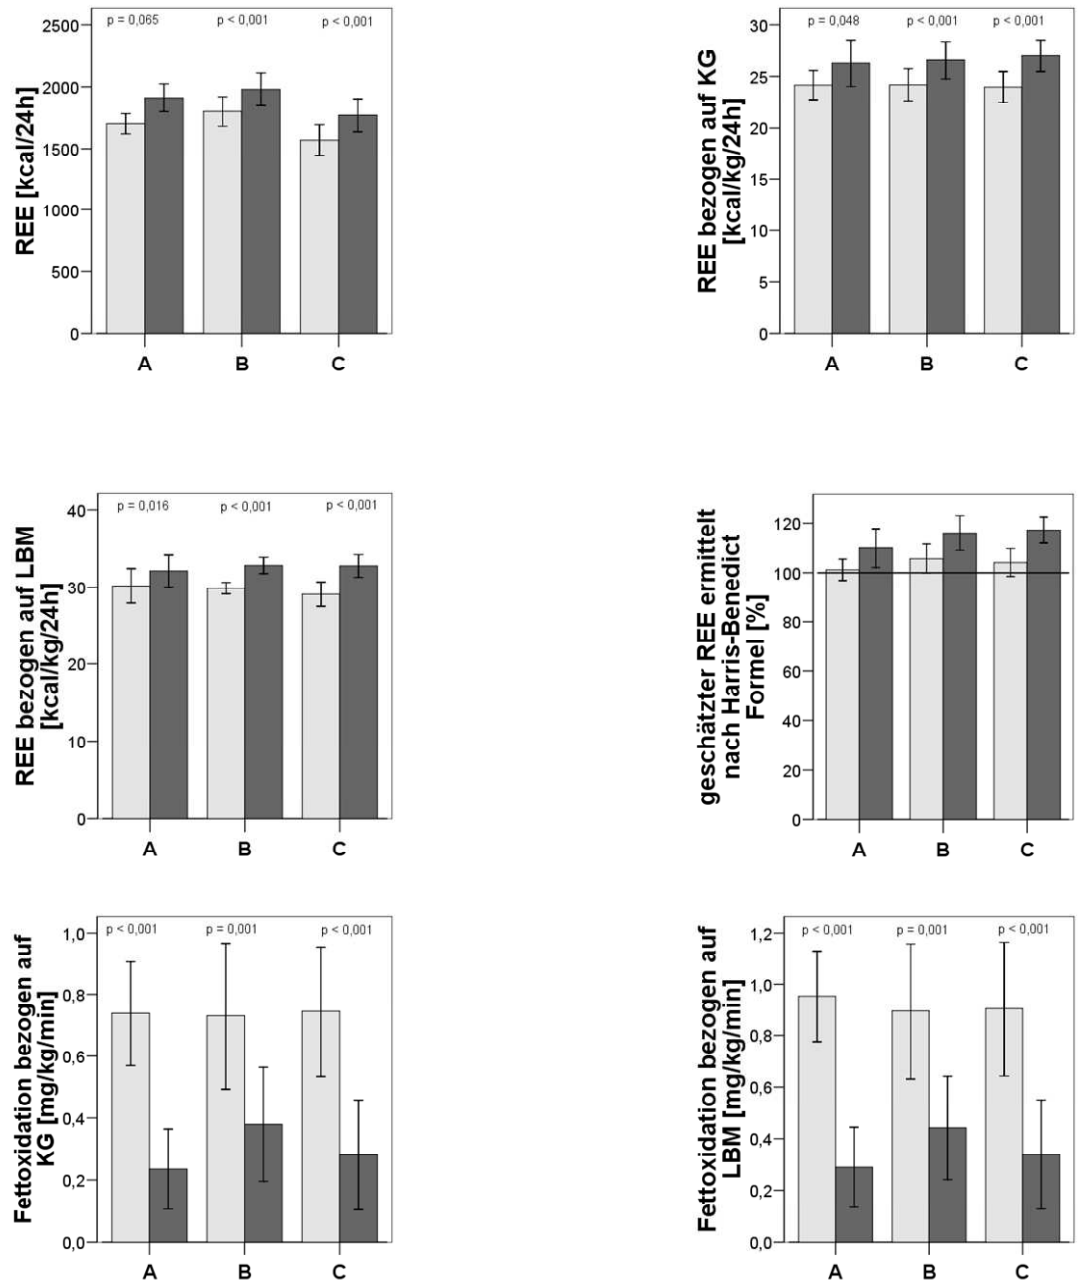 REE [kcal/24h]
2500
2000
1500
1000
500
0
p = 0,065
p < 0,001
p < 0,001
A
B
C
REE bezogen auf KG
[kcal/kg/24h]
30
25
20
15
10
5
0
p = 0,048
p < 0,001
p < 0,001
A
B
C
REE bezogen auf LBM
[kcal/kg/24h]
40
30
20
10
0
p = 0,016
p < 0,001
p < 0,001
A
B
C
geschätzter REE ermittelt
nach Harris-Benedict
Formel [%]
120
100
80
60
40
20
0
A
B
C
Fettoxidation bezogen auf
KG [mg/kg/min]
1,0
0,8
0,6
0,4
0,2
0,0
p < 0,001
p = 0,001
p < 0,001
A
B
C
Fettoxidation bezogen auf
LBM [mg/kg/min]
1,2
1,0
0,8
0,6
0,4
0,2
0,0
p < 0,001
p = 0,001
p < 0,001
A
B
C